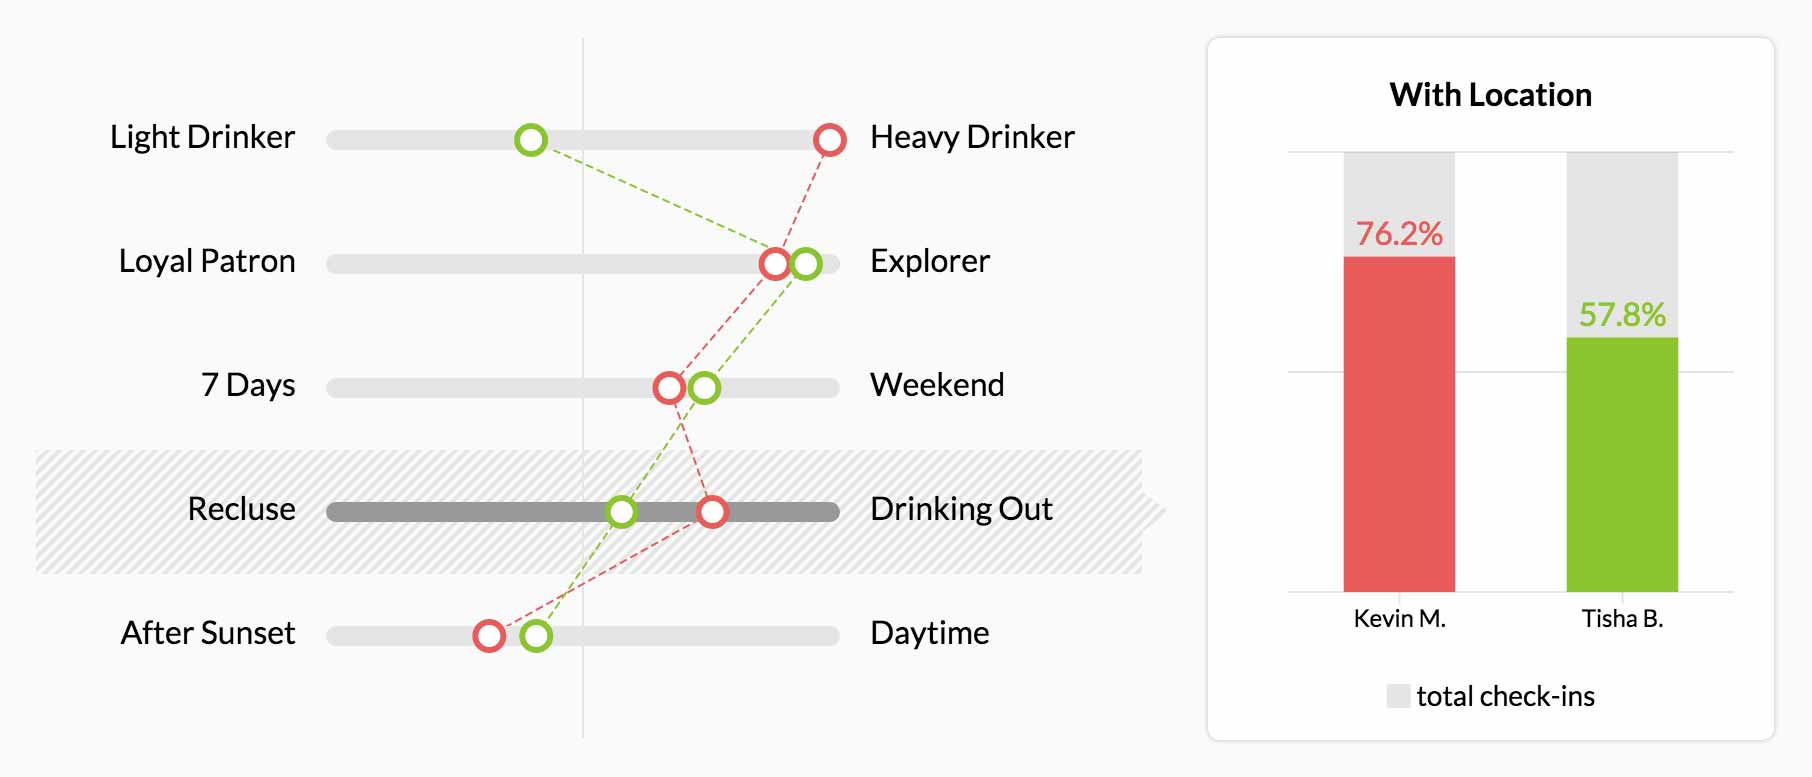 Light Drinker
Heavy Drinker
Loyal Patron
Explorer
7 Days
Weekend
Recluse
Drinking Out
After Sunset
Daytime
With Location
76.2%
57.8%
Kevin M.
Tisha B.
total check-ins